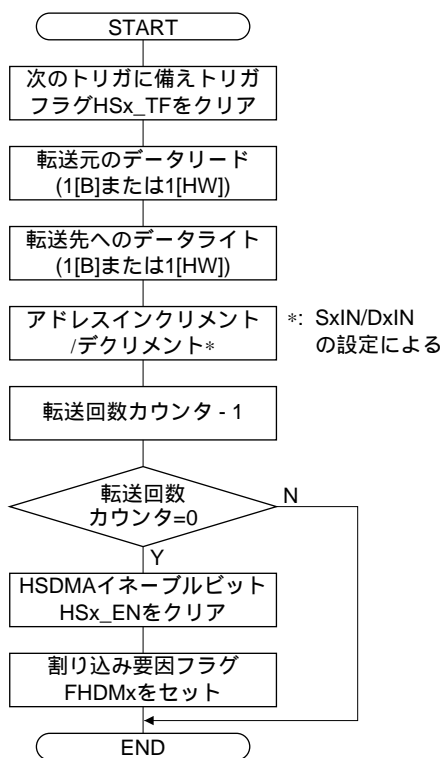 START
次のトリガに備えトリガ
フラグHSx_TFをクリア
転送元のデータリード
(1[B]または1[HW])
転送先へのデータライト
(1[B]または1[HW])
アドレスインクリメント
/デクリメント*
*: SxIN/DxIN
の設定による
転送回数カウンタ - 1
転送回数
カウンタ=0
N
Y
HSDMAイネーブルビット
HSx_ENをクリア
割り込み要因フラグ
FHDMxをセット
END